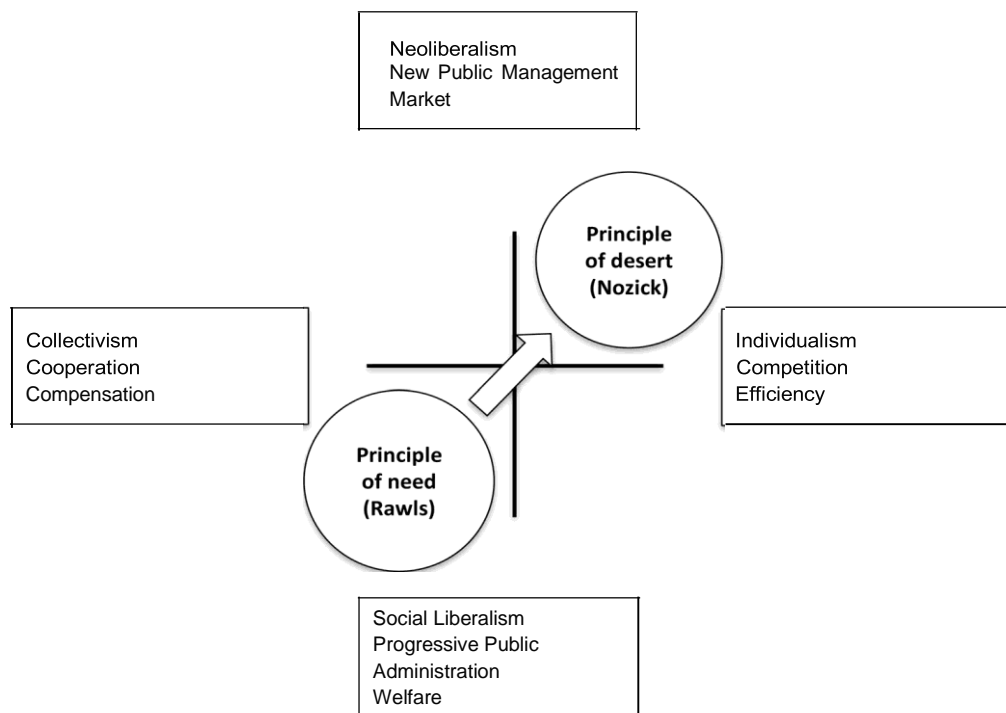 Neoliberalism
New Public Management
Market
Principle
of desert
(Nozick)
Collectivism
Cooperation
Compensation
Individualism
Competition
Efficiency
Principle
of need
(Rawls)
Social Liberalism
Progressive Public
Administration
Welfare